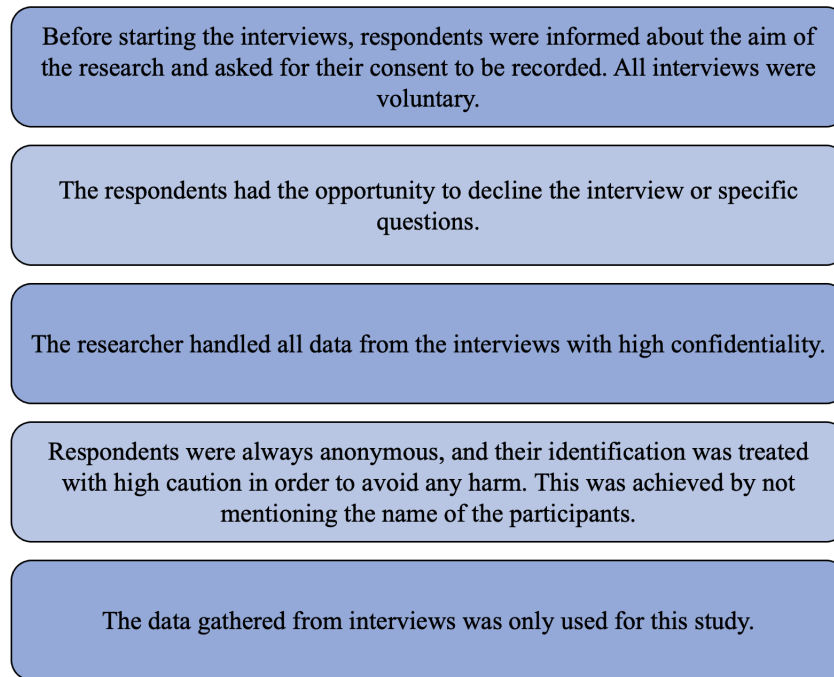 Before starting the interviews, respondents were informed about the aim of
the research and asked for their consent to be recorded. All interviews were
voluntary.
The respondents had the opportunity to decline the interview or specific
questions.
The researcher handled all data from the interviews with high confidentiality.
Respondents were always anonymous, and their identification was treated
with high caution in order to avoid any harm. This was achieved by not
mentioning the name of the participants.
The data gathered from interviews was only used for this study.